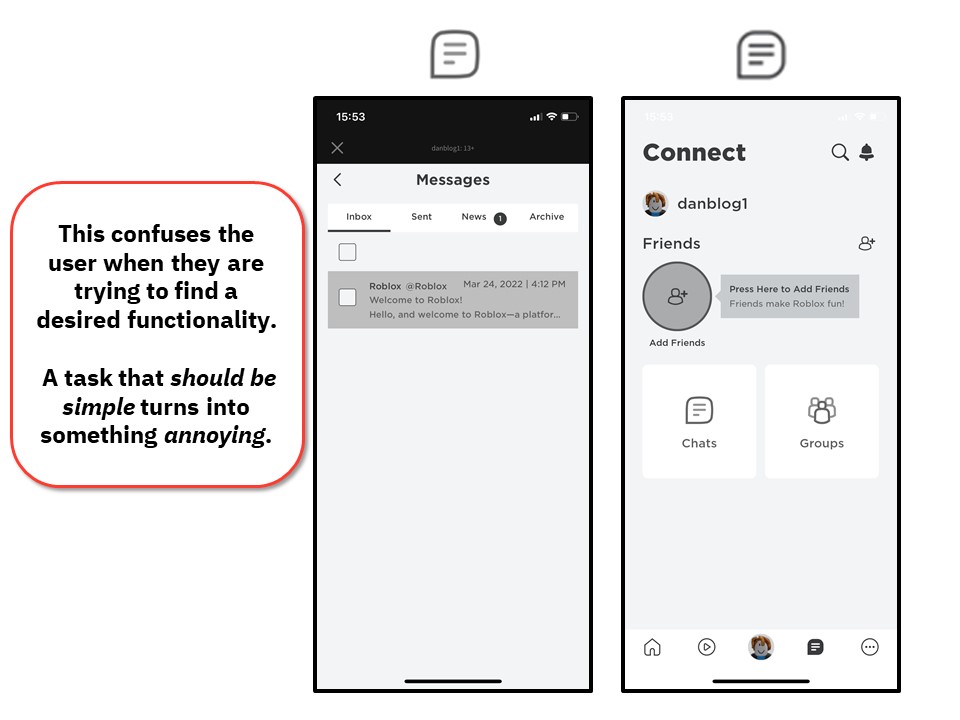 This confuses the
user when they are
trying to find a
desired functionality.
A task that should be
simple turns into
something annoying.
15:53
danblog1: 13+
Messages
Inbox Sent News 1 Archive
Roblox @Roblox Mar 24, 2022 | 4:12 PM
Welcome to Roblox!
Hello, and welcome to Roblox—a platfor...
15:53
Connect
danblog1
Friends
Press Here to Add Friends
Friends make Roblox fun!
Add Friends
Chats Groups